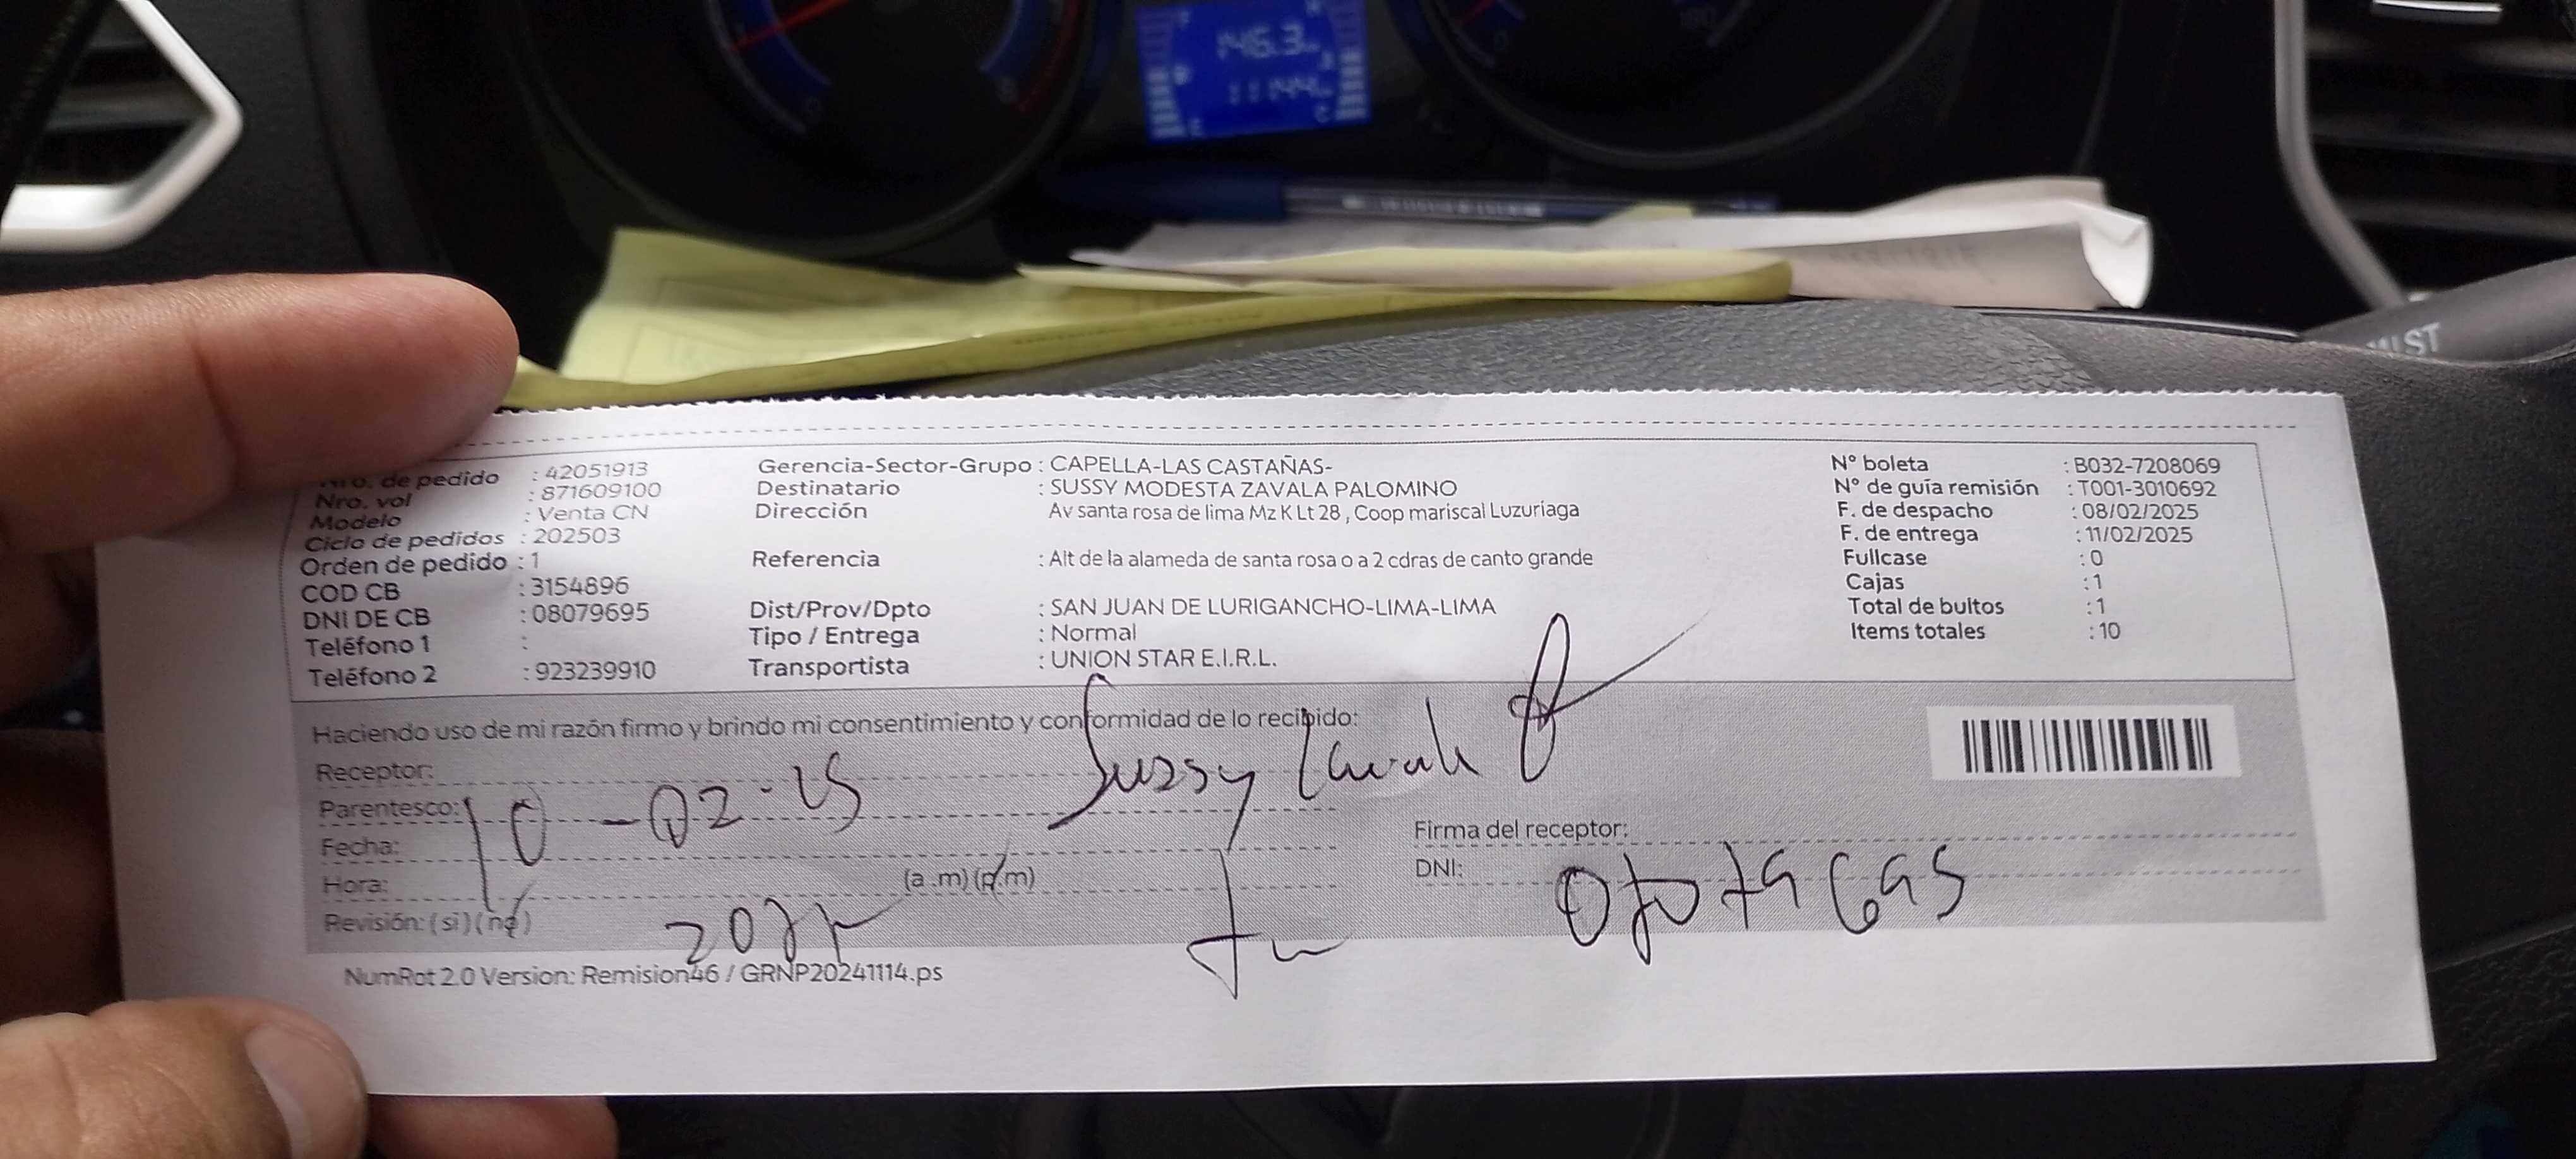 146.3
Nro. de pedido : 42051913
Nro. vol : 871609100
Modelo : Venta CN
Ciclo de pedidos : 202503
Orden de pedido : 1
COD CB : 3154896
DNI DE CB : 08079695
Teléfono 1 :
Teléfono 2 : 923239910
Gerencia-Sector-Grupo : CAPELLA-LAS CASTAÑAS-
Destinatario : SUSSY MODESTA ZAVALA PALOMINO
Dirección Av santa rosa de lima Mz K Lt 28 , Coop mariscal Luzuriaga
Referencia : Alt de la alameda de santa rosa o a 2 cdras de canto grande
Dist/Prov/Dpto : SAN JUAN DE LURIGANCHO-LIMA-LIMA
Tipo / Entrega : Normal
Transportista : UNION STAR E.I.R.L.
N° boleta : B032-7208069
N° de guía remisión : T001-3010692
F. de despacho : 08/02/2025
F. de entrega : 11/02/2025
Fullcase : 0
Cajas : 1
Total de bultos : 1
Items totales : 10
Haciendo uso de mi razón firmo y brindo mi consentimiento y conformidad de lo recibido:
Receptor: Sussy Zavala
Parentesco:
Fecha: 10-02-25
Hora: (a.m) (p.m)
Revisión: (si) (no)
Firma del receptor:
DNI: 08079695
NumRot 2.0 Version: Remision46 / GRNP20241114.ps